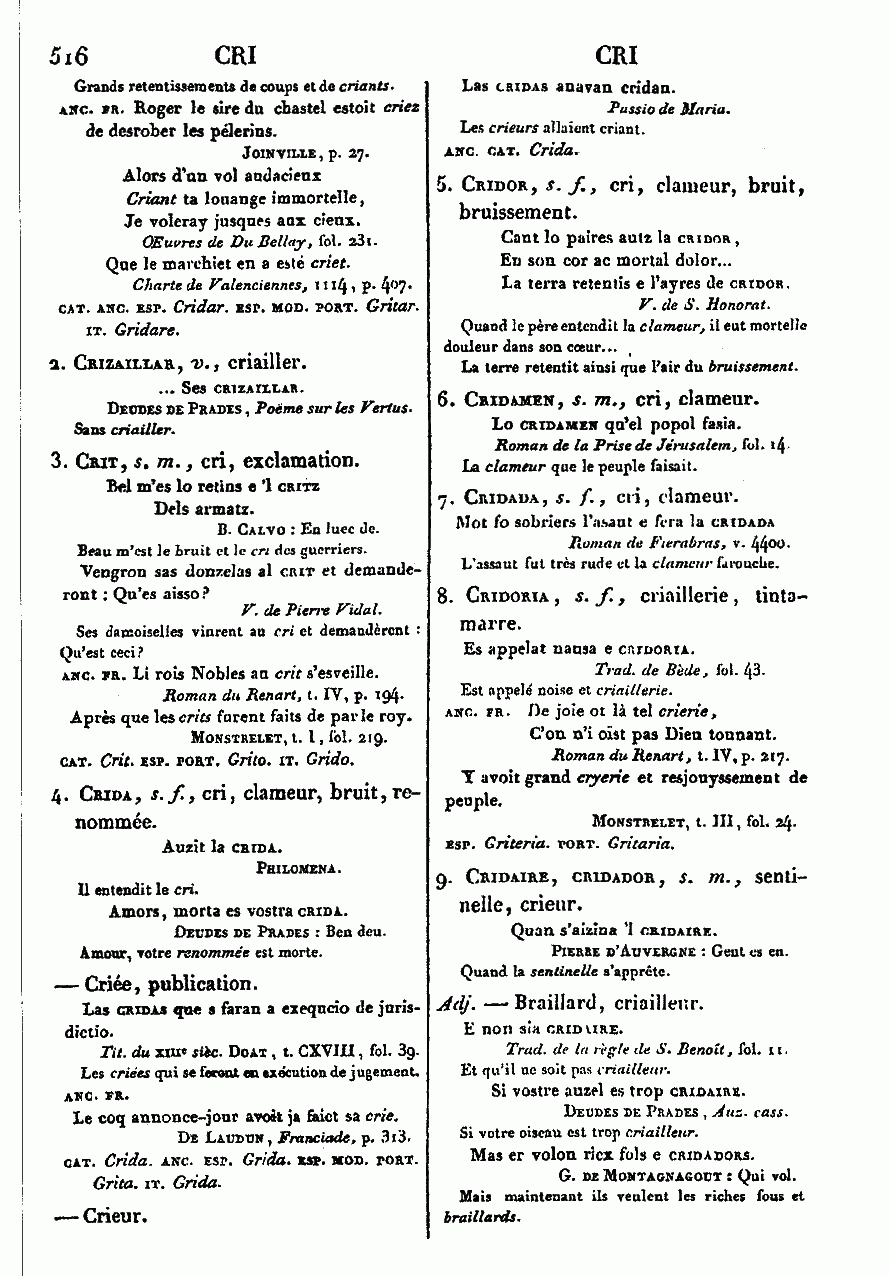 516 CRI CRI
Grands retentissements de coups et de criants.
ANC. FR. Roger le sire du chastel estoit criez
de desrober les pélerins.
JOINVILLE, p. 27.
Alors d'un vol audacieux
Criant ta louange immortelle,
Je voleray jusques aux cieux.
Œuvres de Du Bellay, fol. 231.
Que le marchiet en a esté criet.
Charte de Valenciennes, 1114, p. 407.
CAT. ANC. ESP. Cridar. ESP. MOD. PORT. Gritar.
IT. Gridare.
2. CRIZAILLAR, v., criailler.
... Ses CRIZAILLAR.
DEUDES DE PRADES, Poëme sur les Vertus.
Sans criailler.
3. CRIT, s. m., cri, exclamation.
Bel m'es lo retins e 'l CRITZ
Dels armatz.
B. CALVO : En luec de.
Beau m'est le bruit et le cri des guerriers.
Vengron sas donzelas al CRIT et demande-
ront : Qu'es aisso?
V. de Pierre Vidal.
Ses damoiselles vinrent au cri et demandèrent :
Qu'est ceci?
ANC. FR. Li rois Nobles au crit s'esveille.
Roman du Renart, t. IV, p. 194.
Après que les crits furent faits de par le roy.
MONSTRELET, t. I, fol. 219.
CAT. Crit. ESP. PORT. Grito. IT. Grido.
4. CRIDA, s. f., cri, clameur, bruit, re-
nommée.
Auzit la CRIDA.
PHILOMENA.
Il entendit le cri.
Amors, morta es vostra CRIDA.
DEUDES DE PRADES : Ben deu.
Amour, votre renommée est morte.
— Criée, publication.
Las CRIDAS que s faran a exequcio de juris-
dictio.
Tit. du XIIIe sièc. DOAT, t. CXVIII, fol. 39.
Les criées qui se feront en exécution de jugement.
ANC. FR.
Le coq annonce-jour avoit ja faict sa crie.
DE LAUDUN, Franciade, p. 313.
CAT. Crida. ANC. ESP. Grida. ESP. MOD. PORT.
Grita. IT. Grida.
— Crieur.
Las CRIDAS anavan cridan.
Passio de Maria.
Les crieurs allaient criant.
ANC. CAT. Crida.
5. CRIDOR, s. f., cri, clameur, bruit,
bruissement.
Cant lo paires autz la CRIDOR,
En son cor ac mortal dolor...
La terra retentis e l'ayres de CRIDOR.
V. de S. Honorat.
Quand le père entendit la clameur, il eut mortelle
douleur dans son cœur...
La terre retentit ainsi que l'air du bruissement.
6. CRIDAMEN, s. m., cri, clameur.
Lo CRIDAMEN qu'el popol fasia.
Roman de la Prise de Jérusalem, fol. 14.
La clameur que le peuple faisait.
7. CRIDADA, s. f., cri, clameur.
Mot fo sobriers l'asaut e fera la CRIDADA
Roman de Fierabras, v. 4400.
L'assaut fut très rude et la clameur farouche.
8. CRIDORIA, s. f., criaillerie, tinta-
marre.
Es appelat nausa e CRIDORIA.
Trad. de Bède, fol. 43.
Est appelé noise et criaillerie.
ANC. FR. De joie ot là tel crierie,
C'on n'i oïst pas Dieu tonnant.
Roman du Renart, t. IV, p. 217.
Y avoit grand cryerie et resjouyssement de
peuple.
MONSTRELET, t. III, fol. 24.
ESP. Griteria. PORT. Gritaria.
9. CRIDAIRE, CRIDADOR, s. m., senti-
nelle, crieur.
Quan s'aizina 'l CRIDAIRE.
PIERRE D'AUVERGNE : Gent es en.
Quand la sentinelle s'apprête.
Adj. — Braillard, criailleur.
E non sia CRIDAIRE.
Trad. de la règle de S. Benoît, fol. 11.
Et qu'il ne soit pas criailleur.
Si vostre auzel es trop CRIDAIRE.
DEUDES DE PRADES, Auz. cass.
Si votre oiseau est trop criailleur.
Mas er volon ricx fols e CRIDADORS.
G. DE MONTAGNAGOUT : Qui vol.
Mais maintenant ils veulent les riches fous et
braillards.